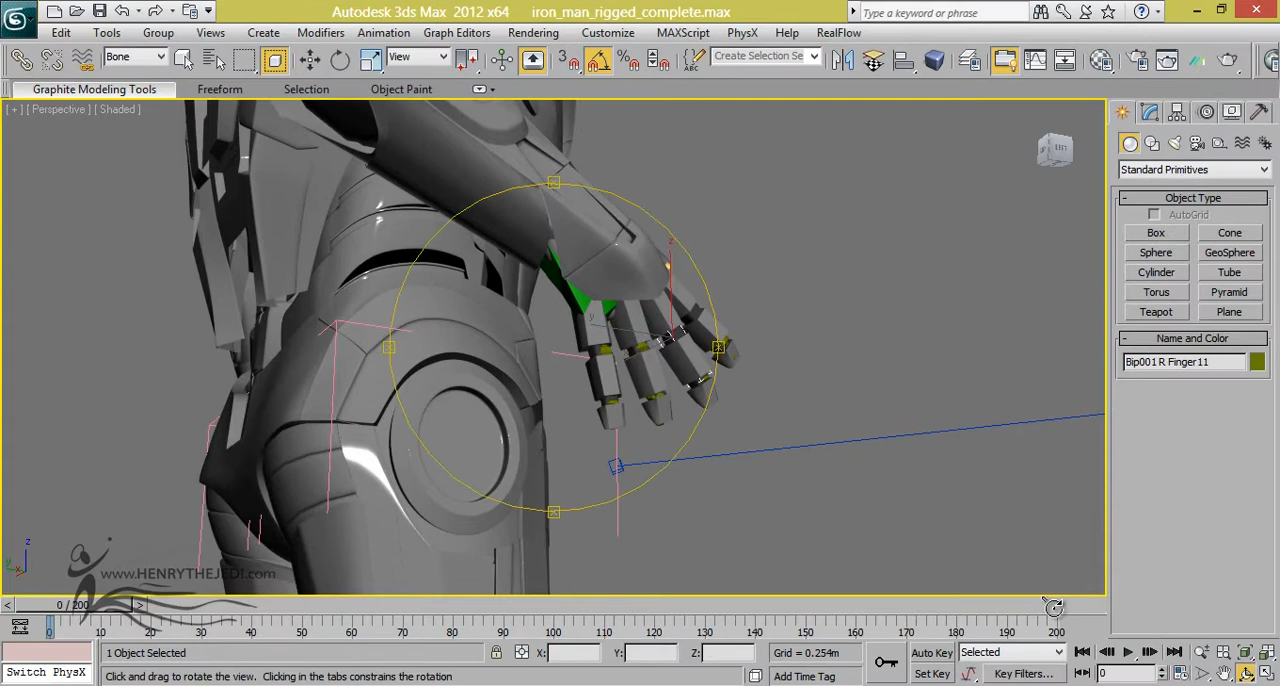 Autodesk 3ds Max 2012 x64 iron_man_rigged_complete.max
Type a keyword or phrase
Edit Tools Group Views Create Modifiers Animation Graph Editors Rendering Customize MAXScript PhysX Help RealFlow
Bone View Create Selection Se
Graphite Modeling Tools Freeform Selection Object Paint
[ + ] [ Perspective ] [ Shaded ]
LEFT
Standard Primitives
- Object Type
AutoGrid
Box Cone
Sphere GeoSphere
Cylinder Tube
Torus Pyramid
Teapot Plane
- Name and Color
Bip001 R Finger11
z
y
z
y x
www.HENRYTHEJEDI.com
< 0 / 200 >
0 10 20 30 40 50 60 70 80 90 100 110 120 130 140 150 160 170 180 190 200
1 Object Selected X: Y: Z: Grid = 0.254m Auto Key Selected
Switch PhysX Click and drag to rotate the view. Clicking in the tabs constrains the rotation Add Time Tag Set Key Key Filters... 0